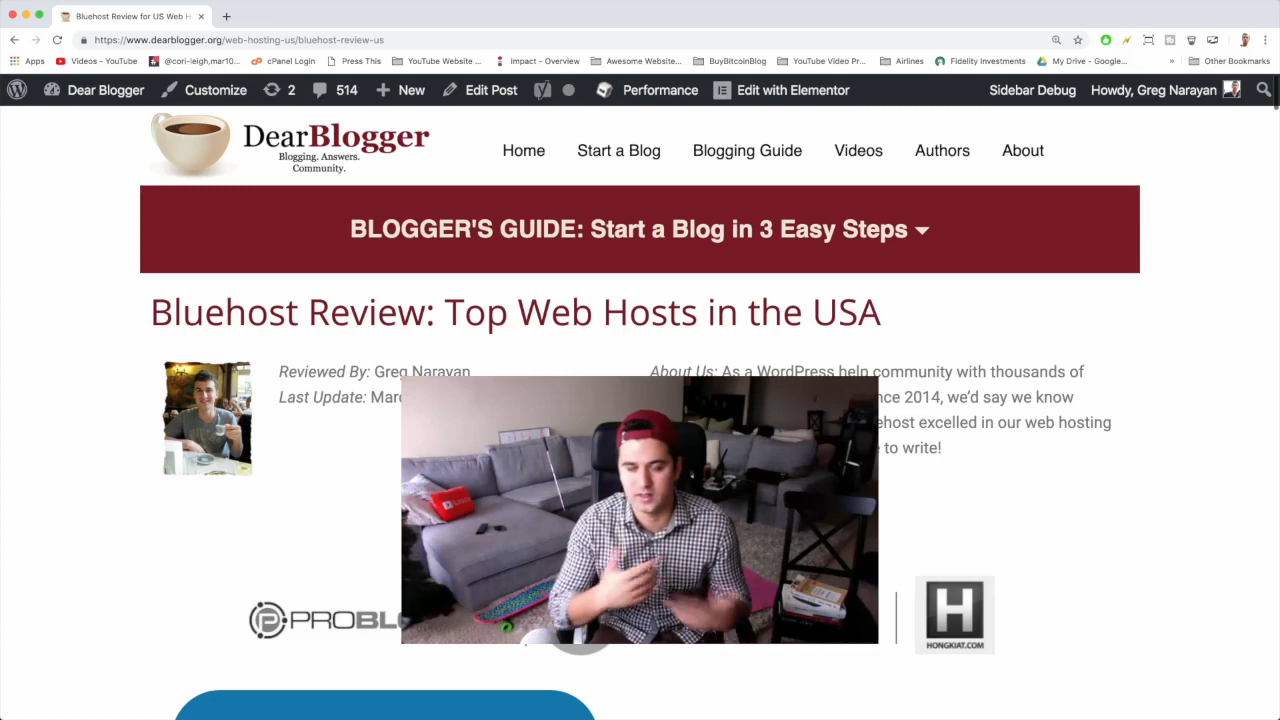 Bluehost Review for US Web H
https://www.dearblogger.org/web-hosting-us/bluehost-review-us
Apps
Videos - YouTube
@cori-leigh,mar10...
cPanel Login
Press This
YouTube Website ...
Impact - Overview
Awesome Website...
BuyBitcoinBlog
YouTube Video Pr...
Airlines
Fidelity Investments
My Drive - Google...
»
Other Bookmarks
Dear Blogger
Customize
2
514
New
Edit Post
Performance
Edit with Elementor
Sidebar Debug
Howdy, Greg Narayan
DearBlogger
Blogging. Answers.
Community.
Home
Start a Blog
Blogging Guide
Videos
Authors
About
BLOGGER'S GUIDE: Start a Blog in 3 Easy Steps
Bluehost Review: Top Web Hosts in the USA
Reviewed By: Greg Narayan
Last Update:
About Us: As a WordPress help community with thousands of
nce 2014, we'd say we know
ehost excelled in our web hosting
e to write!
PROBL
H
HONGKIAT.COM